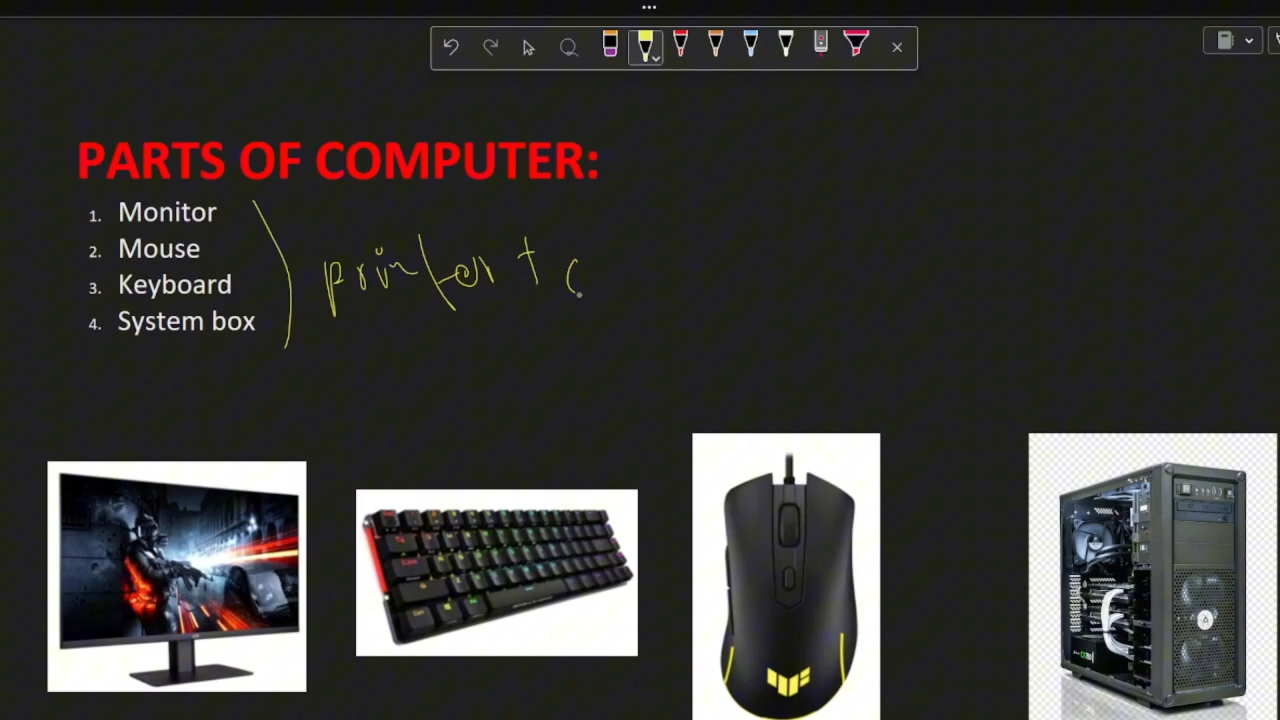 PARTS OF COMPUTER:
1. Monitor
2. Mouse
3. Keyboard
4. System box
printer +